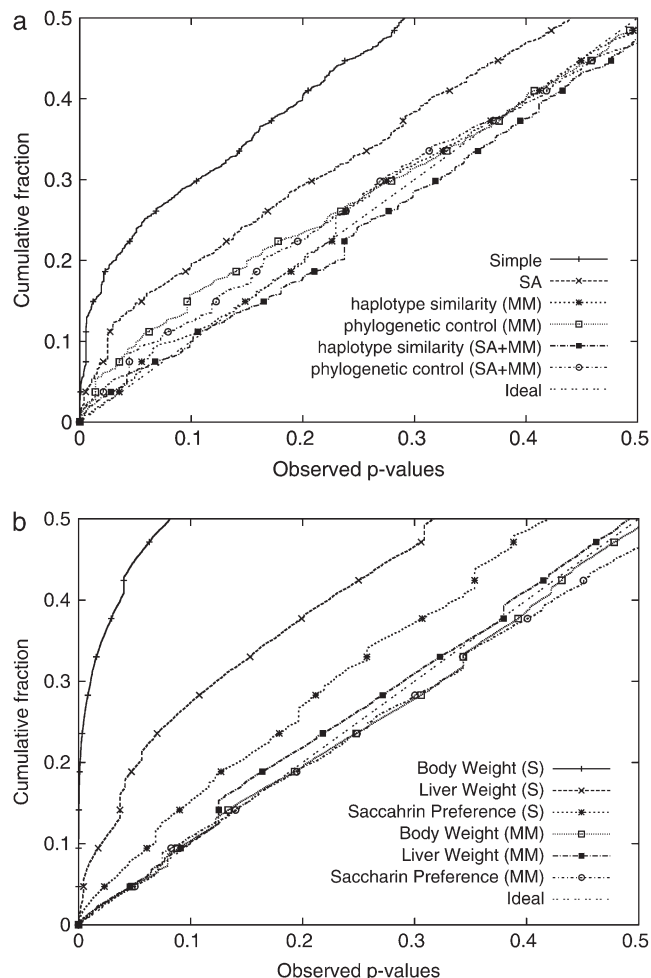 a
0.5
0.4
0.3
0.2
0.1
0
Cumulative fraction
Simple
SA
haplotype similarity (MM)
phylogenetic control (MM)
haplotype similarity (SA+MM)
phylogenetic control (SA+MM)
Ideal
0 0.1 0.2 0.3 0.4 0.5
Observed p-values
b
0.5
0.4
0.3
0.2
0.1
0
Cumulative fraction
Body Weight (S)
Liver Weight (S)
Saccahrin Preference (S)
Body Weight (MM)
Liver Weight (MM)
Saccharin Preference (MM)
Ideal
0 0.1 0.2 0.3 0.4 0.5
Observed p-values